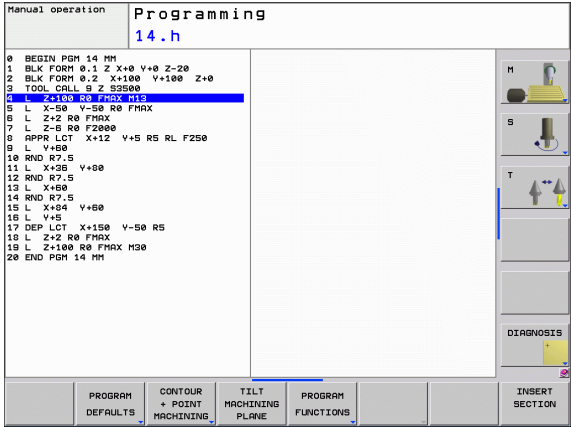 Manual operation
Programming
14.h
0 BEGIN PGM 14 MM
1 BLK FORM 0.1 Z X+0 Y+0 Z-20
2 BLK FORM 0.2 X+100 Y+100 Z+0
3 TOOL CALL 9 Z S3500
4 L Z+100 R0 FMAX M13
5 L X-50 Y-50 R0 FMAX
6 L Z+2 R0 FMAX
7 L Z-6 R0 F2000
8 APPR LCT X+12 Y+5 R5 RL F250
9 L Y+60
10 RND R7.5
11 L X+36 Y+80
12 RND R7.5
13 L X+60
14 RND R7.5
15 L X+84 Y+60
16 L Y+5
17 DEP LCT X+150 Y-50 R5
18 L Z+2 R0 FMAX
19 L Z+100 R0 FMAX M30
20 END PGM 14 MM
M
S
T
DIAGNOSIS
PROGRAM
DEFAULTS
CONTOUR
+ POINT
MACHINING
TILT
MACHINING
PLANE
PROGRAM
FUNCTIONS
INSERT
SECTION